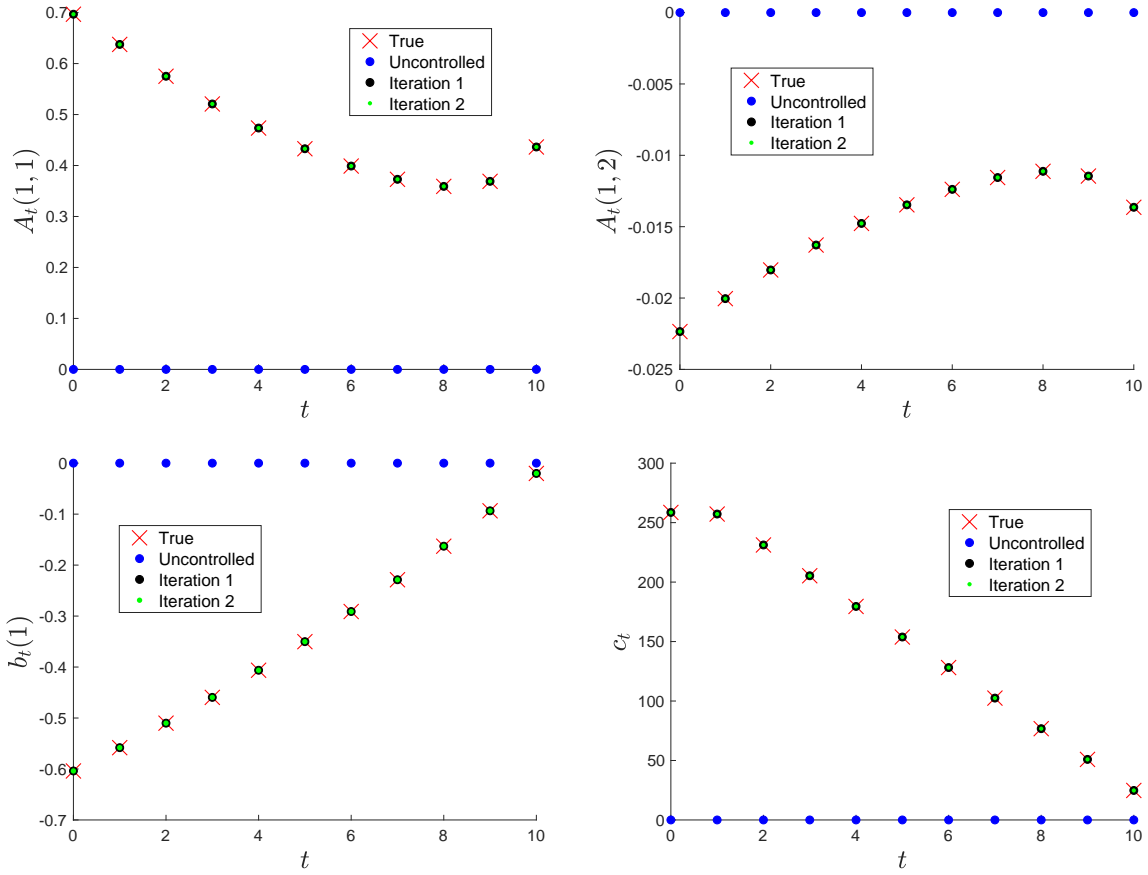 0.7
0.6
0.5
0.4
0.3
0.2
0.1
0
A_t(1, 1)
True
Uncontrolled
Iteration 1
Iteration 2
0 2 4 6 8 10
t
0
-0.005
-0.01
-0.015
-0.02
-0.025
A_t(1, 2)
True
Uncontrolled
Iteration 1
Iteration 2
0 2 4 6 8 10
t
0
-0.1
-0.2
-0.3
-0.4
-0.5
-0.6
-0.7
b_t(1)
True
Uncontrolled
Iteration 1
Iteration 2
0 2 4 6 8 10
t
300
250
200
150
100
50
0
c_t
True
Uncontrolled
Iteration 1
Iteration 2
0 2 4 6 8 10
t